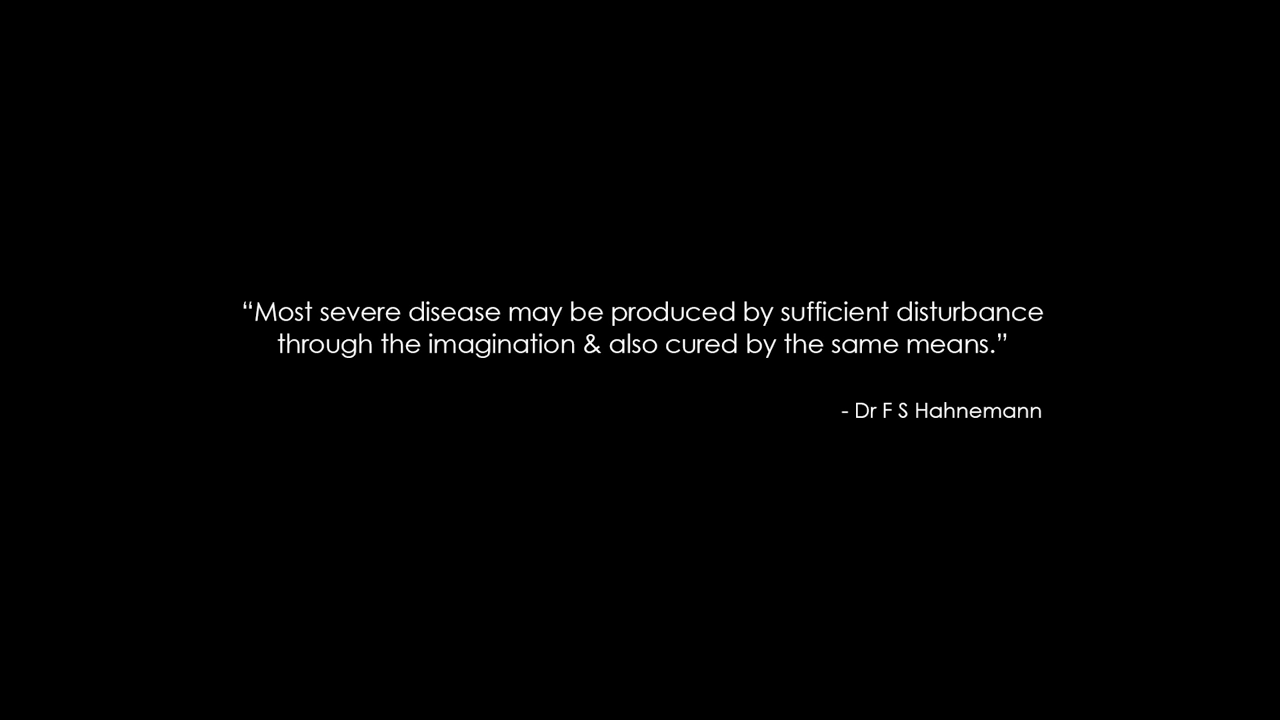 “Most severe disease may be produced by sufficient disturbance
through the imagination & also cured by the same means.”
- Dr F S Hahnemann